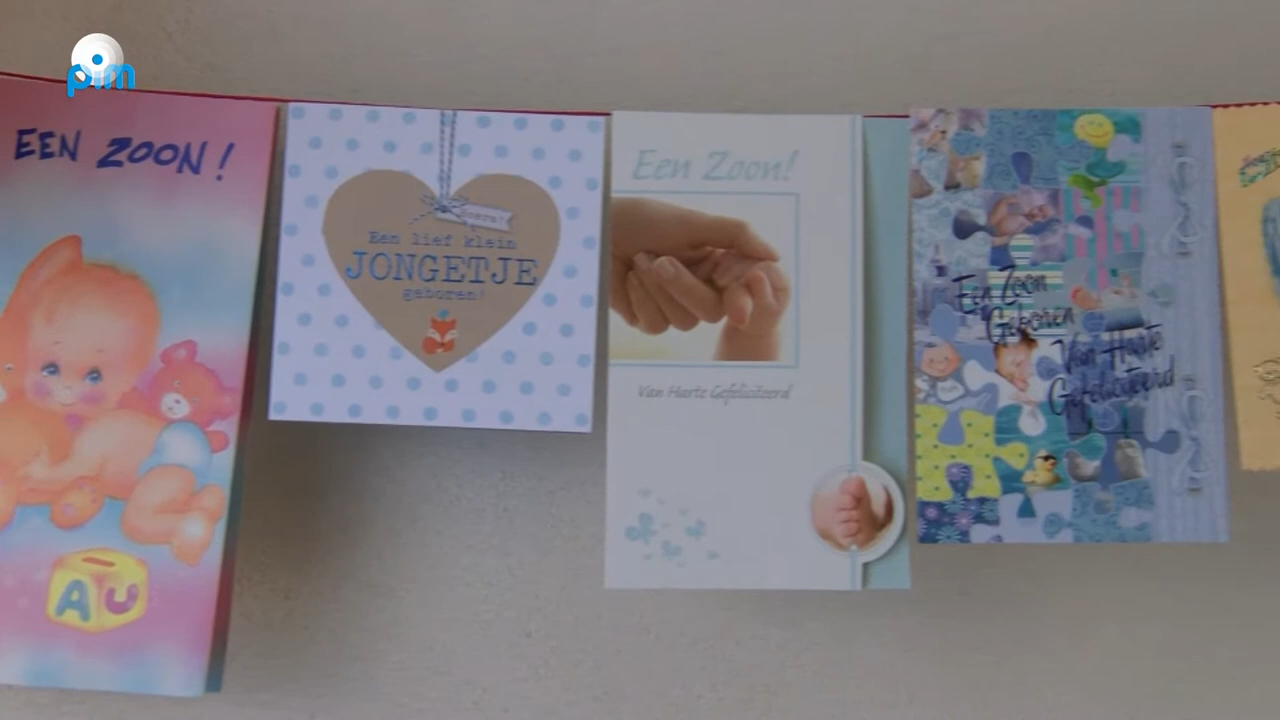 pim
EEN ZOON!
Hoera!
Een lief klein
JONGETJE
geboren!
AU
Een Zoon!
Van Harte Gefeliciteerd
Een Zoon
Geboren
Van Harte
Gefeliciteerd